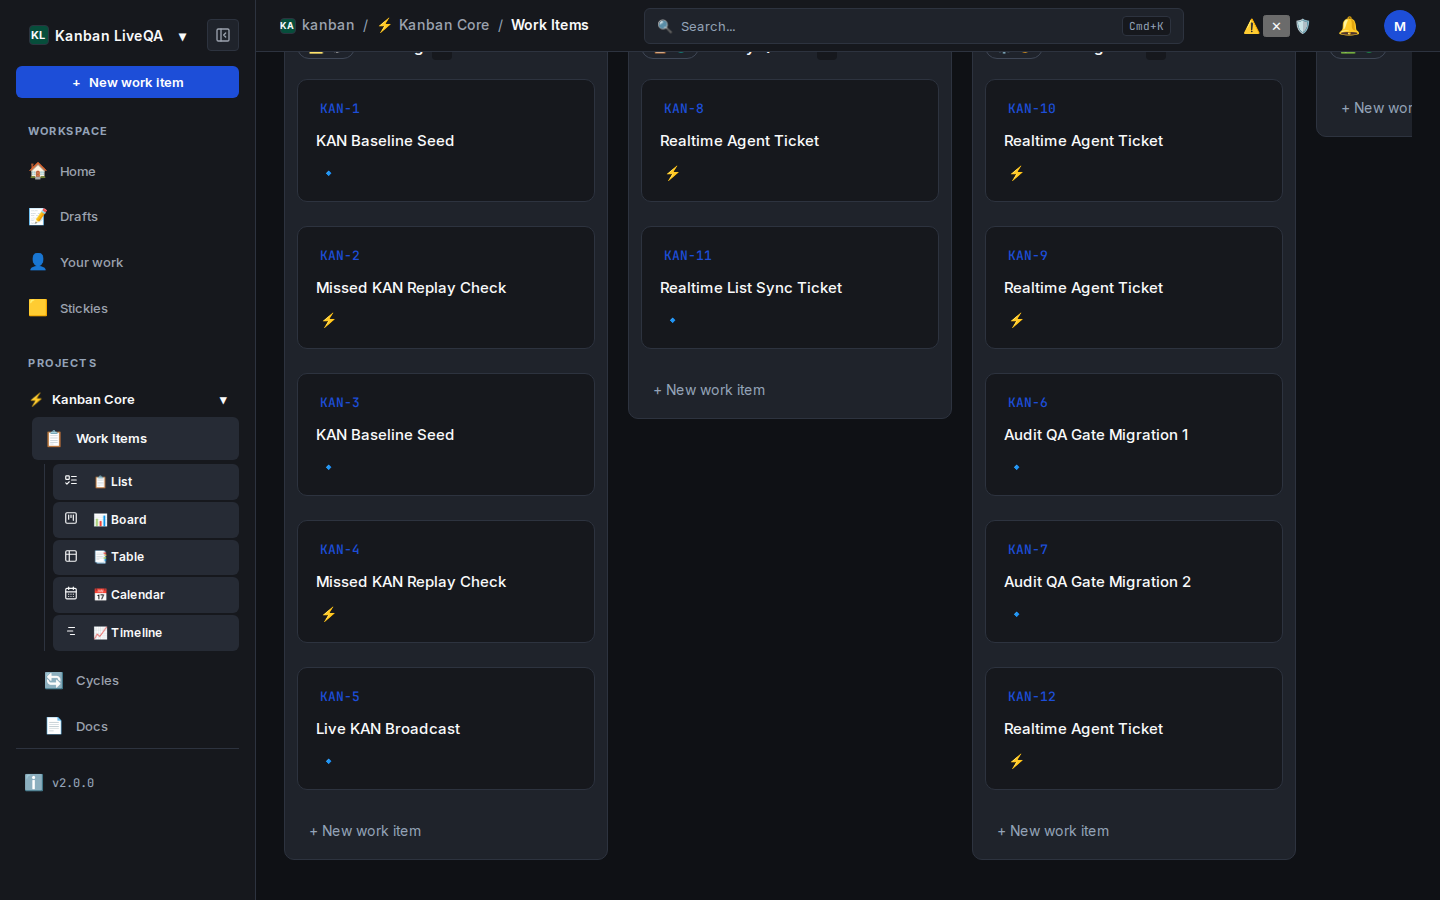 KL Kanban LiveQA ▾
+ New work item
WORKSPACE
Home
Drafts
Your work
Stickies
PROJECTS
Kanban Core ▾
Work Items
List
Board
Table
Calendar
Timeline
Cycles
Docs
v2.0.0
KA kanban / Kanban Core / Work Items
Search...
Cmd+K
✕
M
KAN-1
KAN Baseline Seed
KAN-2
Missed KAN Replay Check
KAN-3
KAN Baseline Seed
KAN-4
Missed KAN Replay Check
KAN-5
Live KAN Broadcast
+ New work item
KAN-8
Realtime Agent Ticket
KAN-11
Realtime List Sync Ticket
+ New work item
KAN-10
Realtime Agent Ticket
KAN-9
Realtime Agent Ticket
KAN-6
Audit QA Gate Migration 1
KAN-7
Audit QA Gate Migration 2
KAN-12
Realtime Agent Ticket
+ New work item
+ New wor